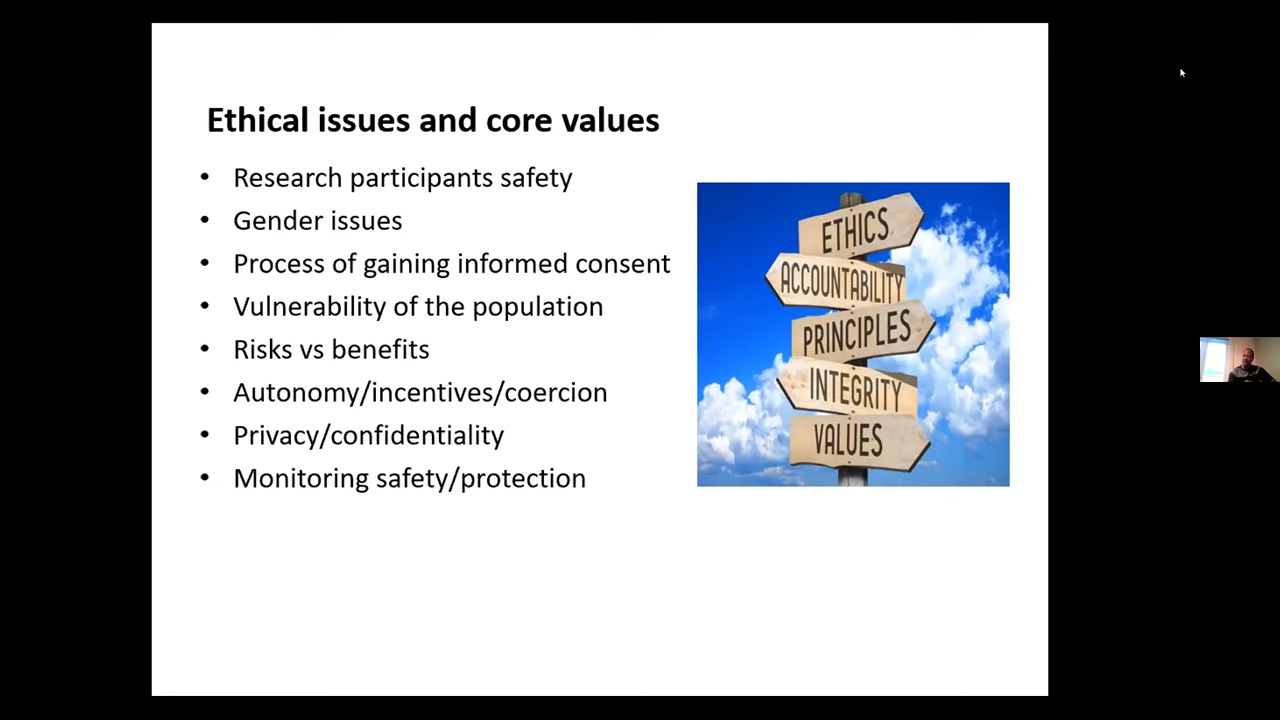 Ethical issues and core values
• Research participants safety
• Gender issues
• Process of gaining informed consent
• Vulnerability of the population
• Risks vs benefits
• Autonomy/incentives/coercion
• Privacy/confidentiality
• Monitoring safety/protection
ETHICS
ACCOUNTABILITY
PRINCIPLES
INTEGRITY
VALUES